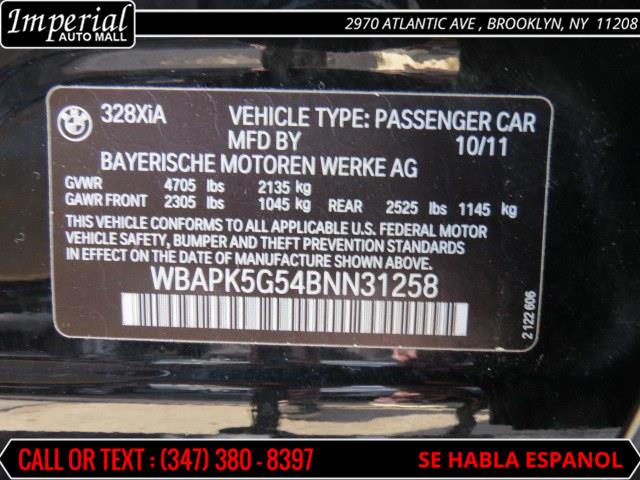 Imperial
AUTO MALL
2970 ATLANTIC AVE , BROOKLYN, NY 11208
BMW
328XiA
VEHICLE TYPE: PASSENGER CAR
MFD BY 10/11
BAYERISCHE MOTOREN WERKE AG
GVWR 4705 lbs 2135 kg
GAWR FRONT 2305 lbs 1045 kg REAR 2525 lbs 1145 kg
THIS VEHICLE CONFORMS TO ALL APPLICABLE U.S. FEDERAL MOTOR
VEHICLE SAFETY, BUMPER AND THEFT PREVENTION STANDARDS IN
EFFECT ON THE DATE OF MANUFACTURE SHOWN ABOVE.
WBAPK5G54BNN31258
2 122 606
CALL OR TEXT : (347) 380 - 8397
SE HABLA ESPANOL